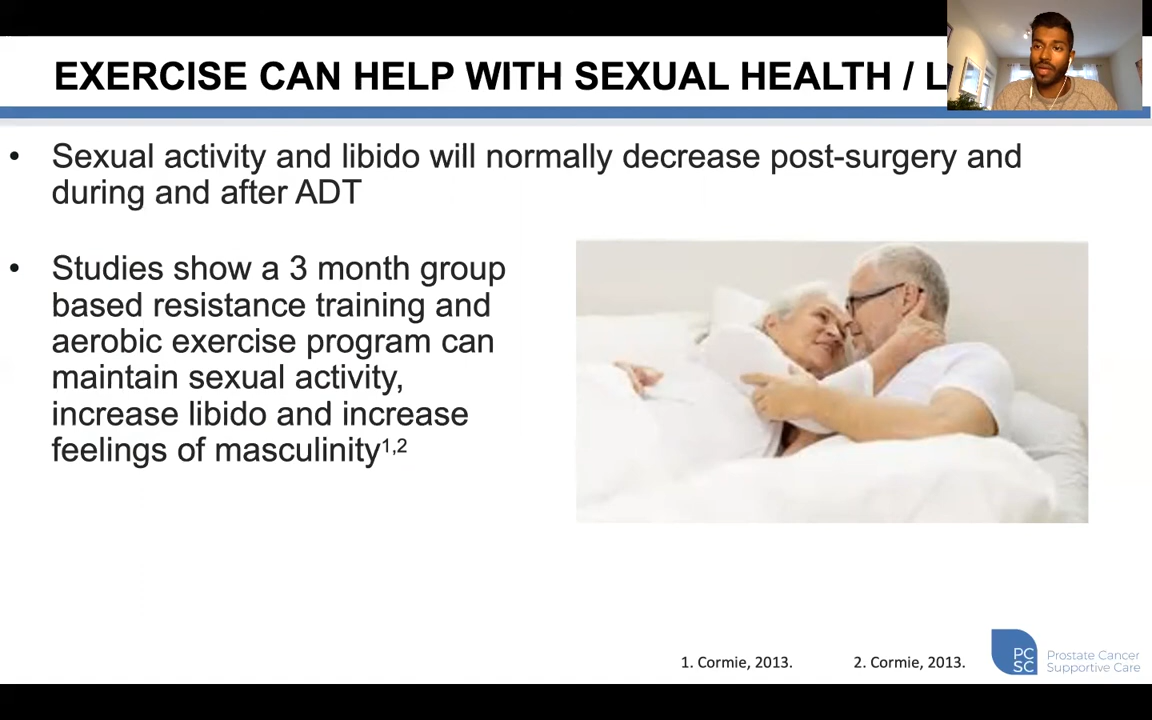 EXERCISE CAN HELP WITH SEXUAL HEALTH / L
• Sexual activity and libido will normally decrease post-surgery and
during and after ADT
• Studies show a 3 month group
based resistance training and
aerobic exercise program can
maintain sexual activity,
increase libido and increase
feelings of masculinity1,2
1. Cormie, 2013. 2. Cormie, 2013.
PC
SC
Prostate Cancer
Supportive Care